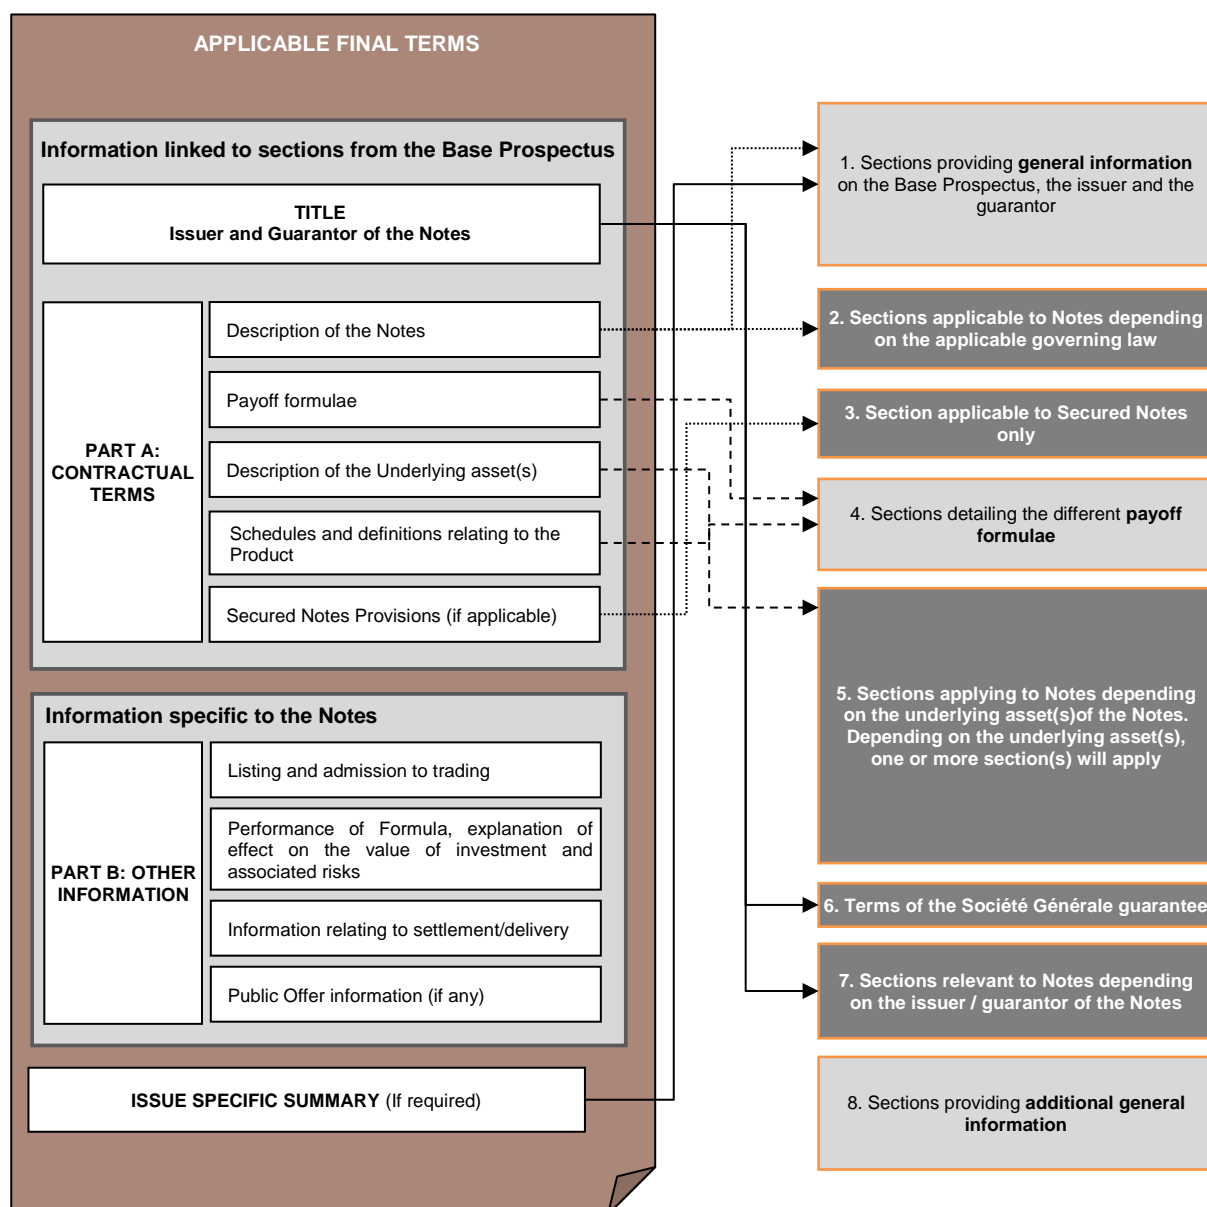 APPLICABLE FINAL TERMS
Information linked to sections from the Base Prospectus
TITLE
Issuer and Guarantor of the Notes
PART A:
CONTRACTUAL
TERMS
Description of the Notes
Payoff formulae
Description of the Underlying asset(s)
Schedules and definitions relating to the
Product
Secured Notes Provisions (if applicable)
Information specific to the Notes
PART B: OTHER
INFORMATION
Listing and admission to trading
Performance of Formula, explanation of
effect on the value of investment and
associated risks
Information relating to settlement/delivery
Public Offer information (if any)
ISSUE SPECIFIC SUMMARY (If required)
1. Sections providing general information
on the Base Prospectus, the issuer and the
guarantor
2. Sections applicable to Notes depending
on the applicable governing law
3. Section applicable to Secured Notes
only
4. Sections detailing the different payoff
formulae
5. Sections applying to Notes depending
on the underlying asset(s)of the Notes.
Depending on the underlying asset(s),
one or more section(s) will apply
6. Terms of the Société Générale guarantee
7. Sections relevant to Notes depending
on the issuer / guarantor of the Notes
8. Sections providing additional general
information